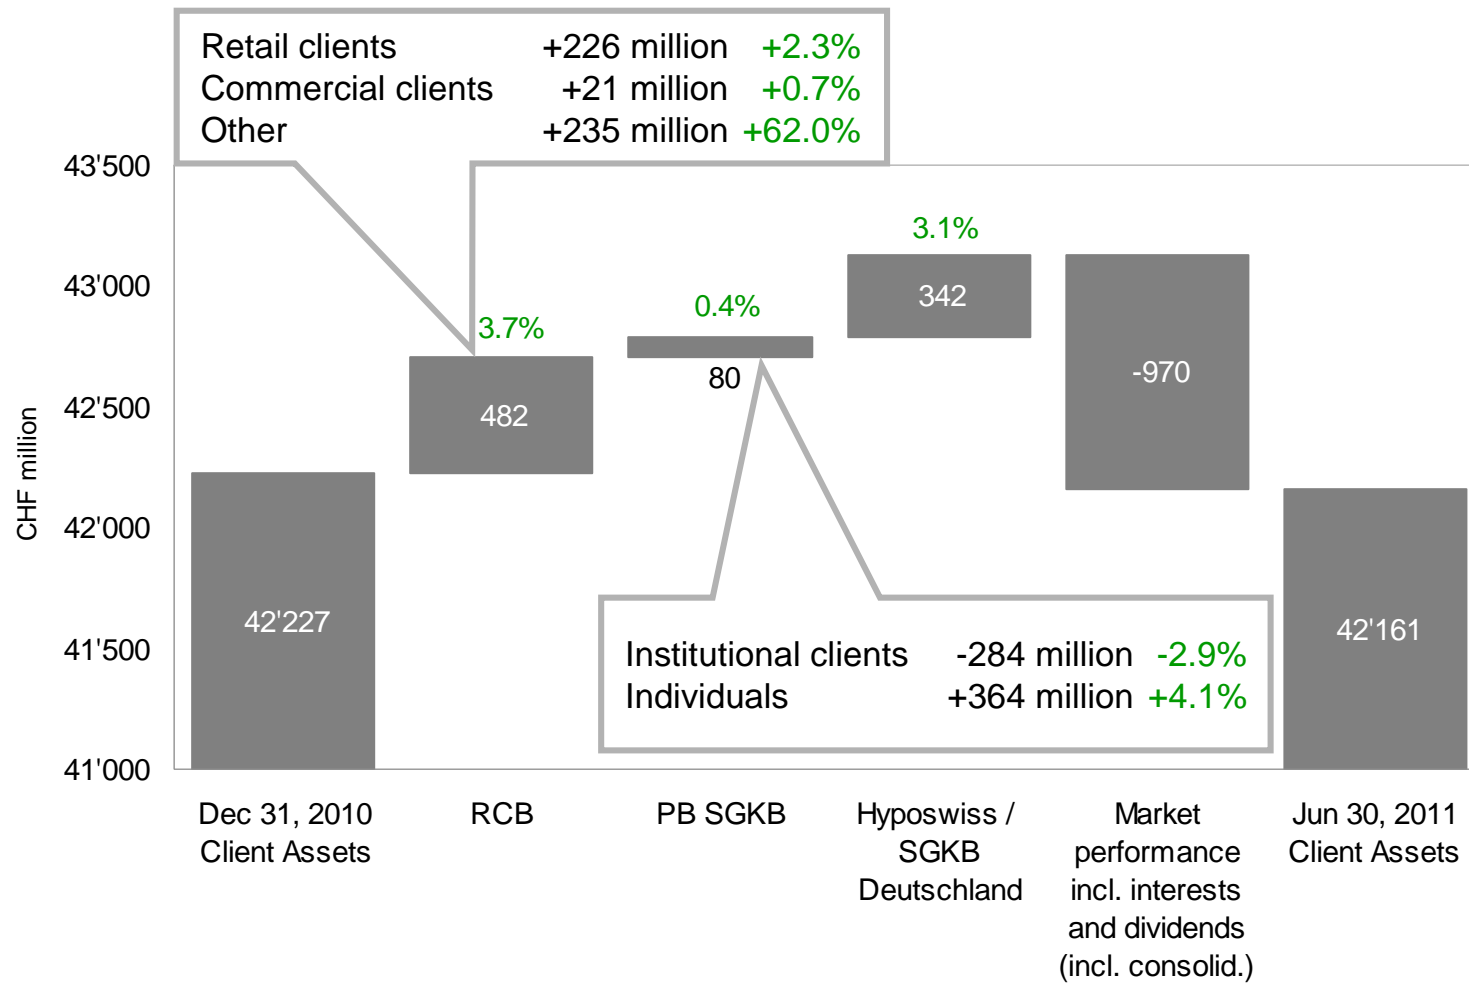 Retail clients +226 million +2.3%
Commercial clients +21 million +0.7%
Other +235 million +62.0%
43'500
43'000
42'500
42'000
41'500
41'000
CHF million
42'227
3.7%
482
0.4%
80
3.1%
342
-970
42'161
Institutional clients -284 million -2.9%
Individuals +364 million +4.1%
Dec 31, 2010
Client Assets
RCB
PB SGKB
Hyposwiss /
SGKB
Deutschland
Market
performance
incl. interests
and dividends
(incl. consolid.)
Jun 30, 2011
Client Assets